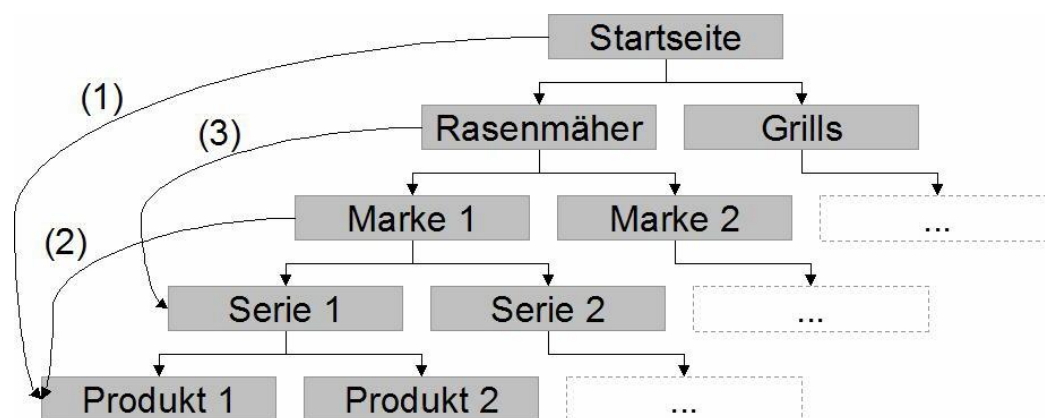 Startseite
(1)
(3)
Rasenmäher
Grills
(2)
Marke 1
Marke 2
...
Serie 1
Serie 2
...
Produkt 1
Produkt 2
...